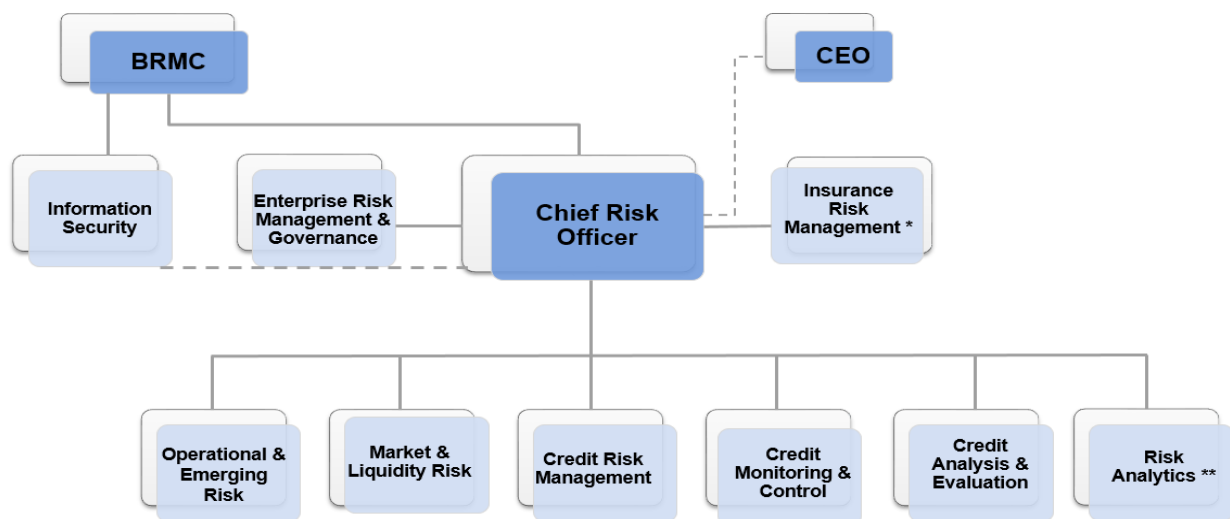 BRMC
CEO
Information
Security
Enterprise Risk
Management &
Governance
Chief Risk
Officer
Insurance
Risk
Management *
Operational &
Emerging
Risk
Market &
Liquidity Risk
Credit Risk
Management
Credit
Monitoring &
Control
Credit
Analysis &
Evaluation
Risk
Analytics **